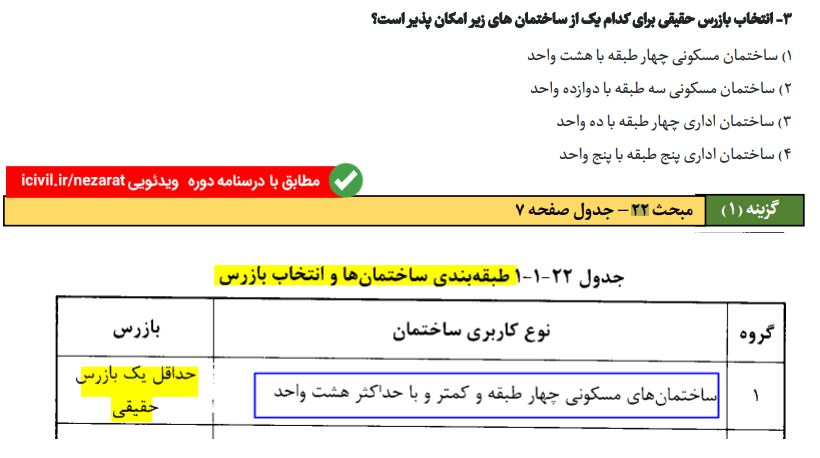 ۳- انتخاب بازرس حقیقی برای کدام یک از ساختمان های زیر امکان پذیر است؟
۱) ساختمان مسکونی چهار طبقه با هشت واحد
۲) ساختمان مسکونی سه طبقه با دوازده واحد
۳) ساختمان اداری چهار طبقه با ده واحد
۴) ساختمان اداری پنج طبقه با پنج واحد
مطابق با درسنامه دوره ویدئویی icivil.ir/nezarat
گزینه (۱) مبحث ۲۲ – جدول صفحه ۷
جدول ۲۲-۱-۱ طبقه‌بندی ساختمان‌ها و انتخاب بازرس
گروه نوع کاربری ساختمان بازرس
۱ ساختمان‌های مسکونی چهار طبقه و کمتر و با حداکثر هشت واحد حداقل یک بازرس
حقیقی